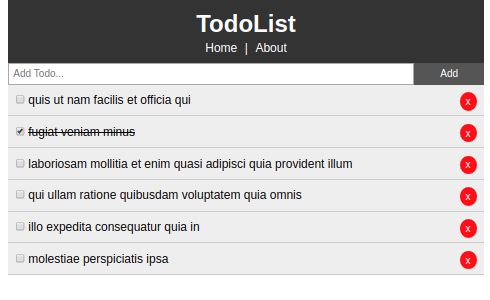 TodoList
Home | About
Add Todo... Add
quis ut nam facilis et officia qui x
fugiat veniam minus x
laboriosam mollitia et enim quasi adipisci quia provident illum x
qui ullam ratione quibusdam voluptatem quia omnis x
illo expedita consequatur quia in x
molestiae perspiciatis ipsa x